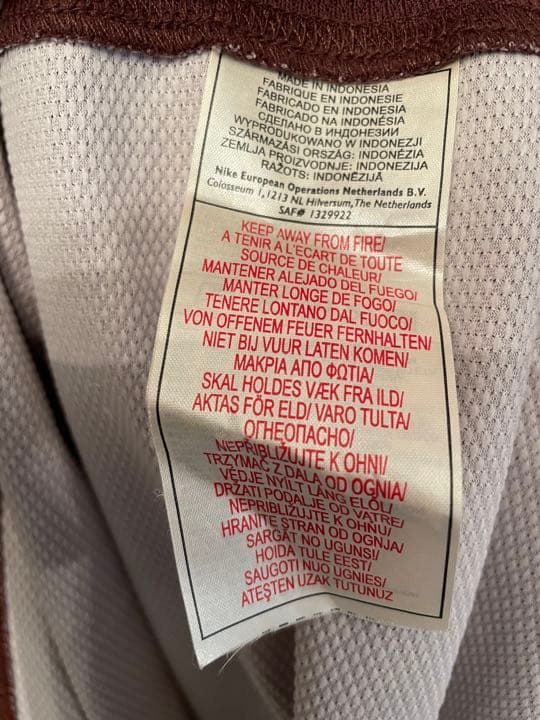 MADE IN INDONESIA
FABRIQUE EN INDONESIE
FABRICADO EN INDONESIA
FABRICADO NA INDONÉSIA
СДЕЛАНО В ИНДОНЕЗИИ
WYPRODUKOWANO W INDONEZJI
SZÁRMAZÁSI ORSZÁG: INDONÉZIA
ZEMLJA PROIZVODNJE: INDONEZIJA
RAŽOTS: INDONĒZIJĀ
Nike European Operations Netherlands B.V.
Colosseum 1, 1213 NL Hilversum, The Netherlands
SAF# 1329922
KEEP AWAY FROM FIRE/
A TENIR A L'ECART DE TOUTE
SOURCE DE CHALEUR/
MANTENER ALEJADO DEL FUEGO/
MANTER LONGE DE FOGO/
TENERE LONTANO DAL FUOCO/
VON OFFENEM FEUER FERNHALTEN/
NIET BIJ VUUR LATEN KOMEN/
ΜΑΚΡΙΑ ΑΠΟ ΦΩΤΙΑ/
SKAL HOLDES VÆK FRA ILD/
AKTAS FÖR ELD/ VARO TULTA/
ОГНЕОПАСНО/
NEPŘIBLIŽUJTE K OHNI/
TRZYMAĆ Z DALA OD OGNIA/
VÉDJE NYÍLT LÁNG ELŐL/
DRŽATI PODALJE OD VATRE/
NEPRIBLIŽUJTE K OHŇU/
HRANITE STRAN OD OGNJA/
SARGĀT NO UGUNS!/
HOIDA TULE EEST/
SAUGOTI NUO UGNIES/
ATEŞTEN UZAK TUTUNUZ